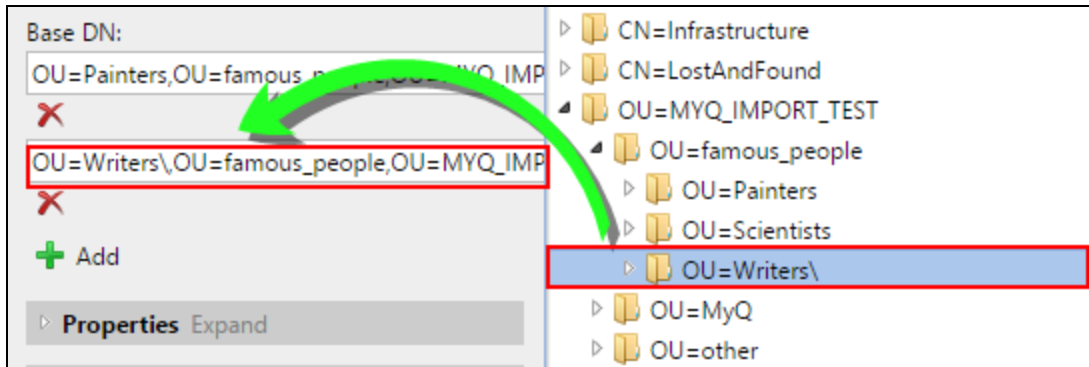 Base DN:
OU=Painters,OU=famous_people,OU=MYQ_IMP
OU=Writers\,OU=famous_people,OU=MYQ_IMP
Add
Properties Expand
CN=Infrastructure
CN=LostAndFound
OU=MYQ_IMPORT_TEST
OU=famous_people
OU=Painters
OU=Scientists
OU=Writers\
OU=MyQ
OU=other